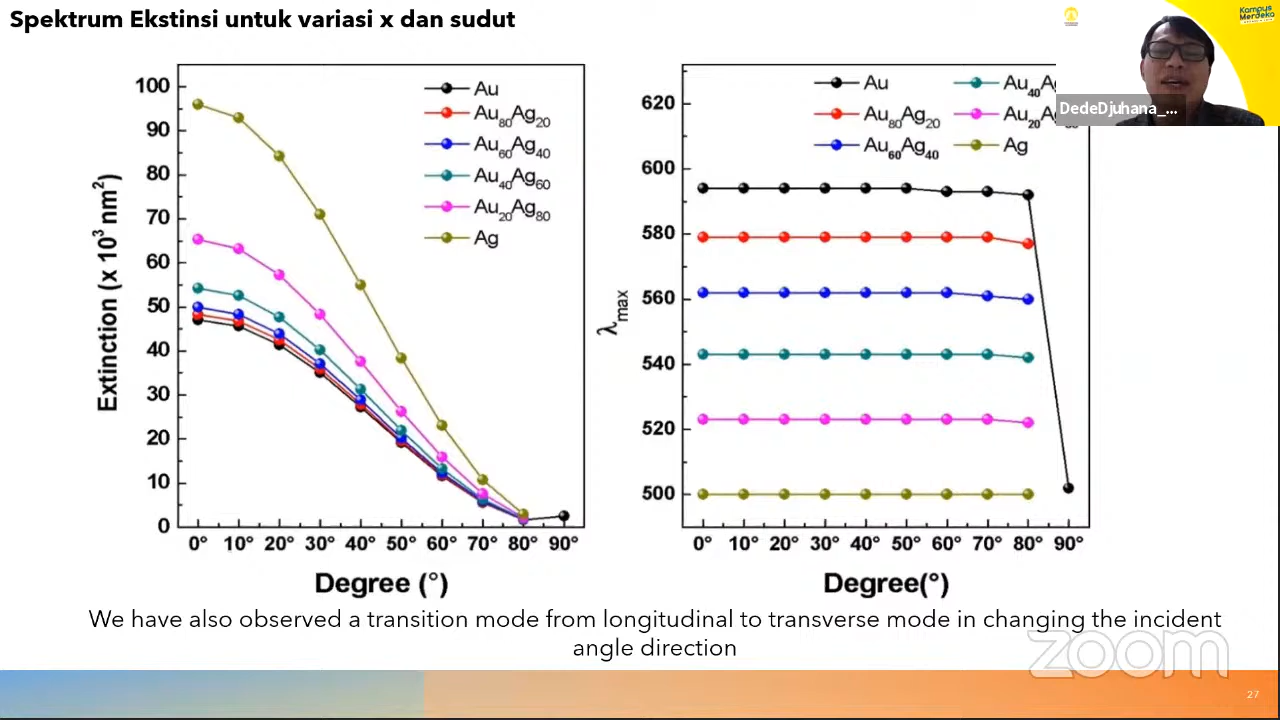 Spektrum Ekstinsi untuk variasi x dan sudut
Kampus
Merdeka
DedeDjuhana_...
Extinction (x 10³ nm²)
100
90
80
70
60
50
40
30
20
10
0
Au
Au₈₀Ag₂₀
Au₆₀Ag₄₀
Au₄₀Ag₆₀
Au₂₀Ag₈₀
Ag
0° 10° 20° 30° 40° 50° 60° 70° 80° 90°
Degree (°)
λmax
620
600
580
560
540
520
500
Au
Au₈₀Ag₂₀
Au₆₀Ag₄₀
Au₄₀A
Au₂₀Ag
Ag
0° 10° 20° 30° 40° 50° 60° 70° 80° 90°
Degree(°)
We have also observed a transition mode from longitudinal to transverse mode in changing the incident
angle direction
zoom
27